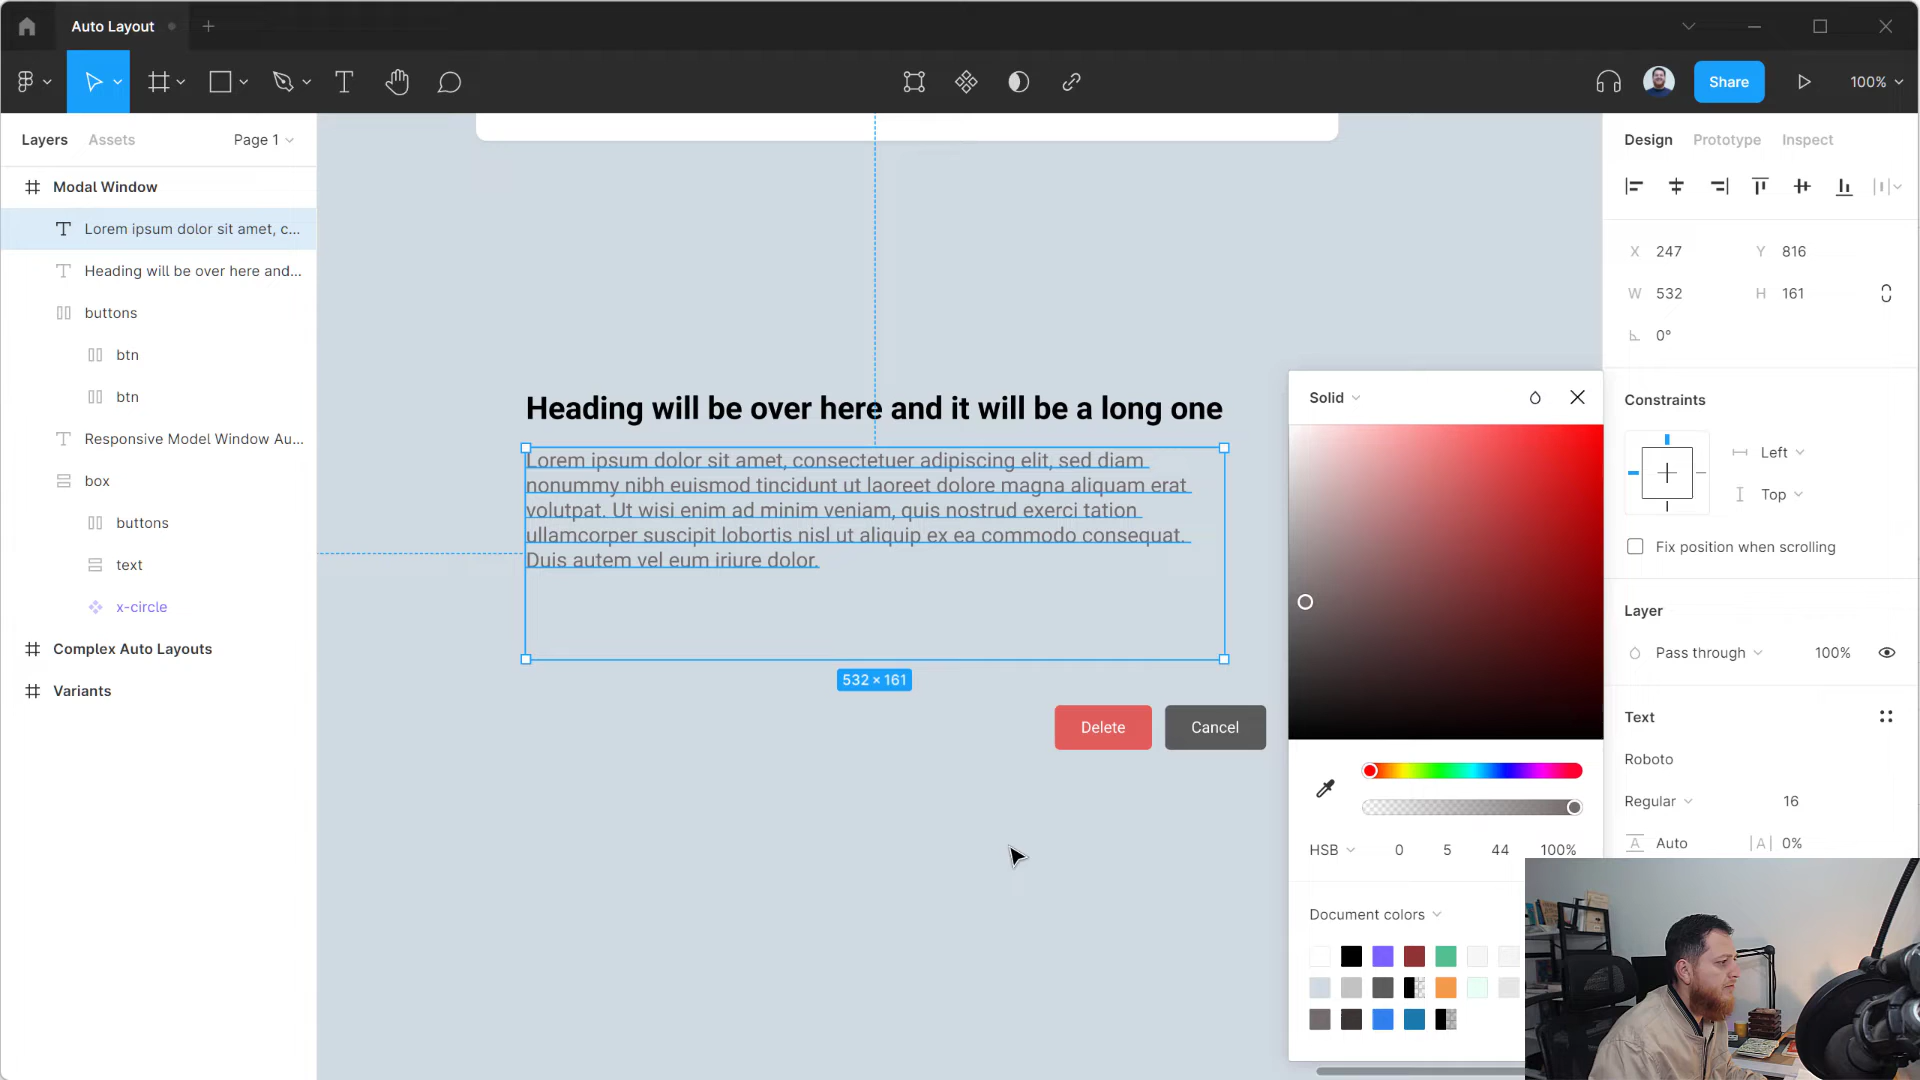 Auto Layout
Share
100%
Layers
Assets
Page 1
Modal Window
Lorem ipsum dolor sit amet, c...
Heading will be over here and...
buttons
btn
btn
Responsive Model Window Au...
box
buttons
text
x-circle
Complex Auto Layouts
Variants
Heading will be over here and it will be a long one
Lorem ipsum dolor sit amet, consectetuer adipiscing elit, sed diam
nonummy nibh euismod tincidunt ut laoreet dolore magna aliquam erat
volutpat. Ut wisi enim ad minim veniam, quis nostrud exerci tation
ullamcorper suscipit lobortis nisl ut aliquip ex ea commodo consequat.
Duis autem vel eum iriure dolor.
532 × 161
Delete
Cancel
Solid
HSB
0
5
44
100%
Document colors
Design
Prototype
Inspect
X 247
Y 816
W 532
H 161
0°
Constraints
Left
Top
Fix position when scrolling
Layer
Pass through
100%
Text
Roboto
Regular
16
A Auto
|A| 0%